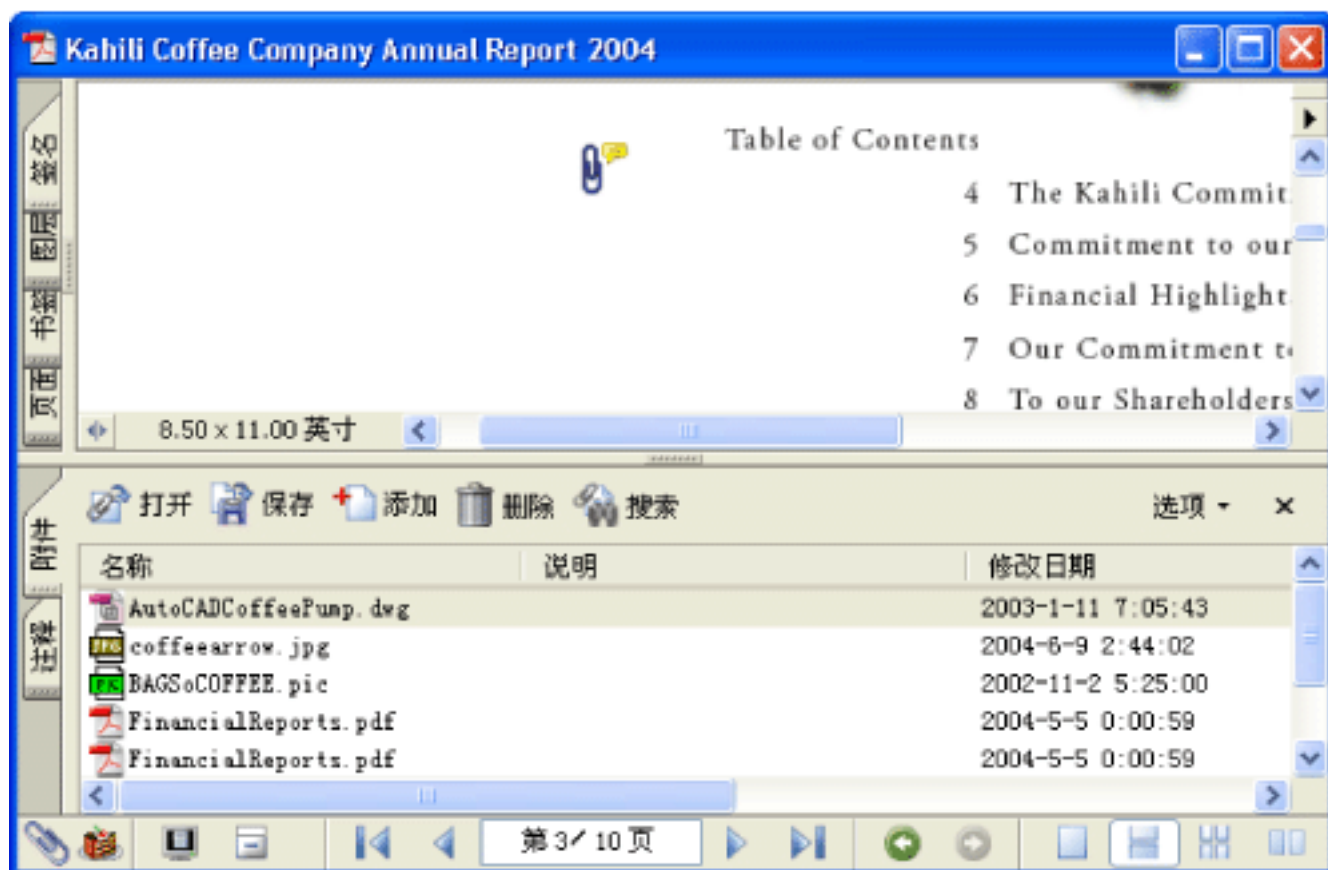 Kahili Coffee Company Annual Report 2004
签名
图层
书签
页面
Table of Contents
4 The Kahili Commit
5 Commitment to our
6 Financial Highlight
7 Our Commitment t
8 To our Shareholders
8.50 x 11.00 英寸
附件
注释
打开 保存 添加 删除 搜索 选项
名称 说明 修改日期
AutoCADCoffeePump.dwg 2003-1-11 7:05:43
coffeearrow.jpg 2004-6-9 2:44:02
BAGSoCOFFEE.pic 2002-11-2 5:25:00
FinancialReports.pdf 2004-5-5 0:00:59
FinancialReports.pdf 2004-5-5 0:00:59
第 3/ 10 页